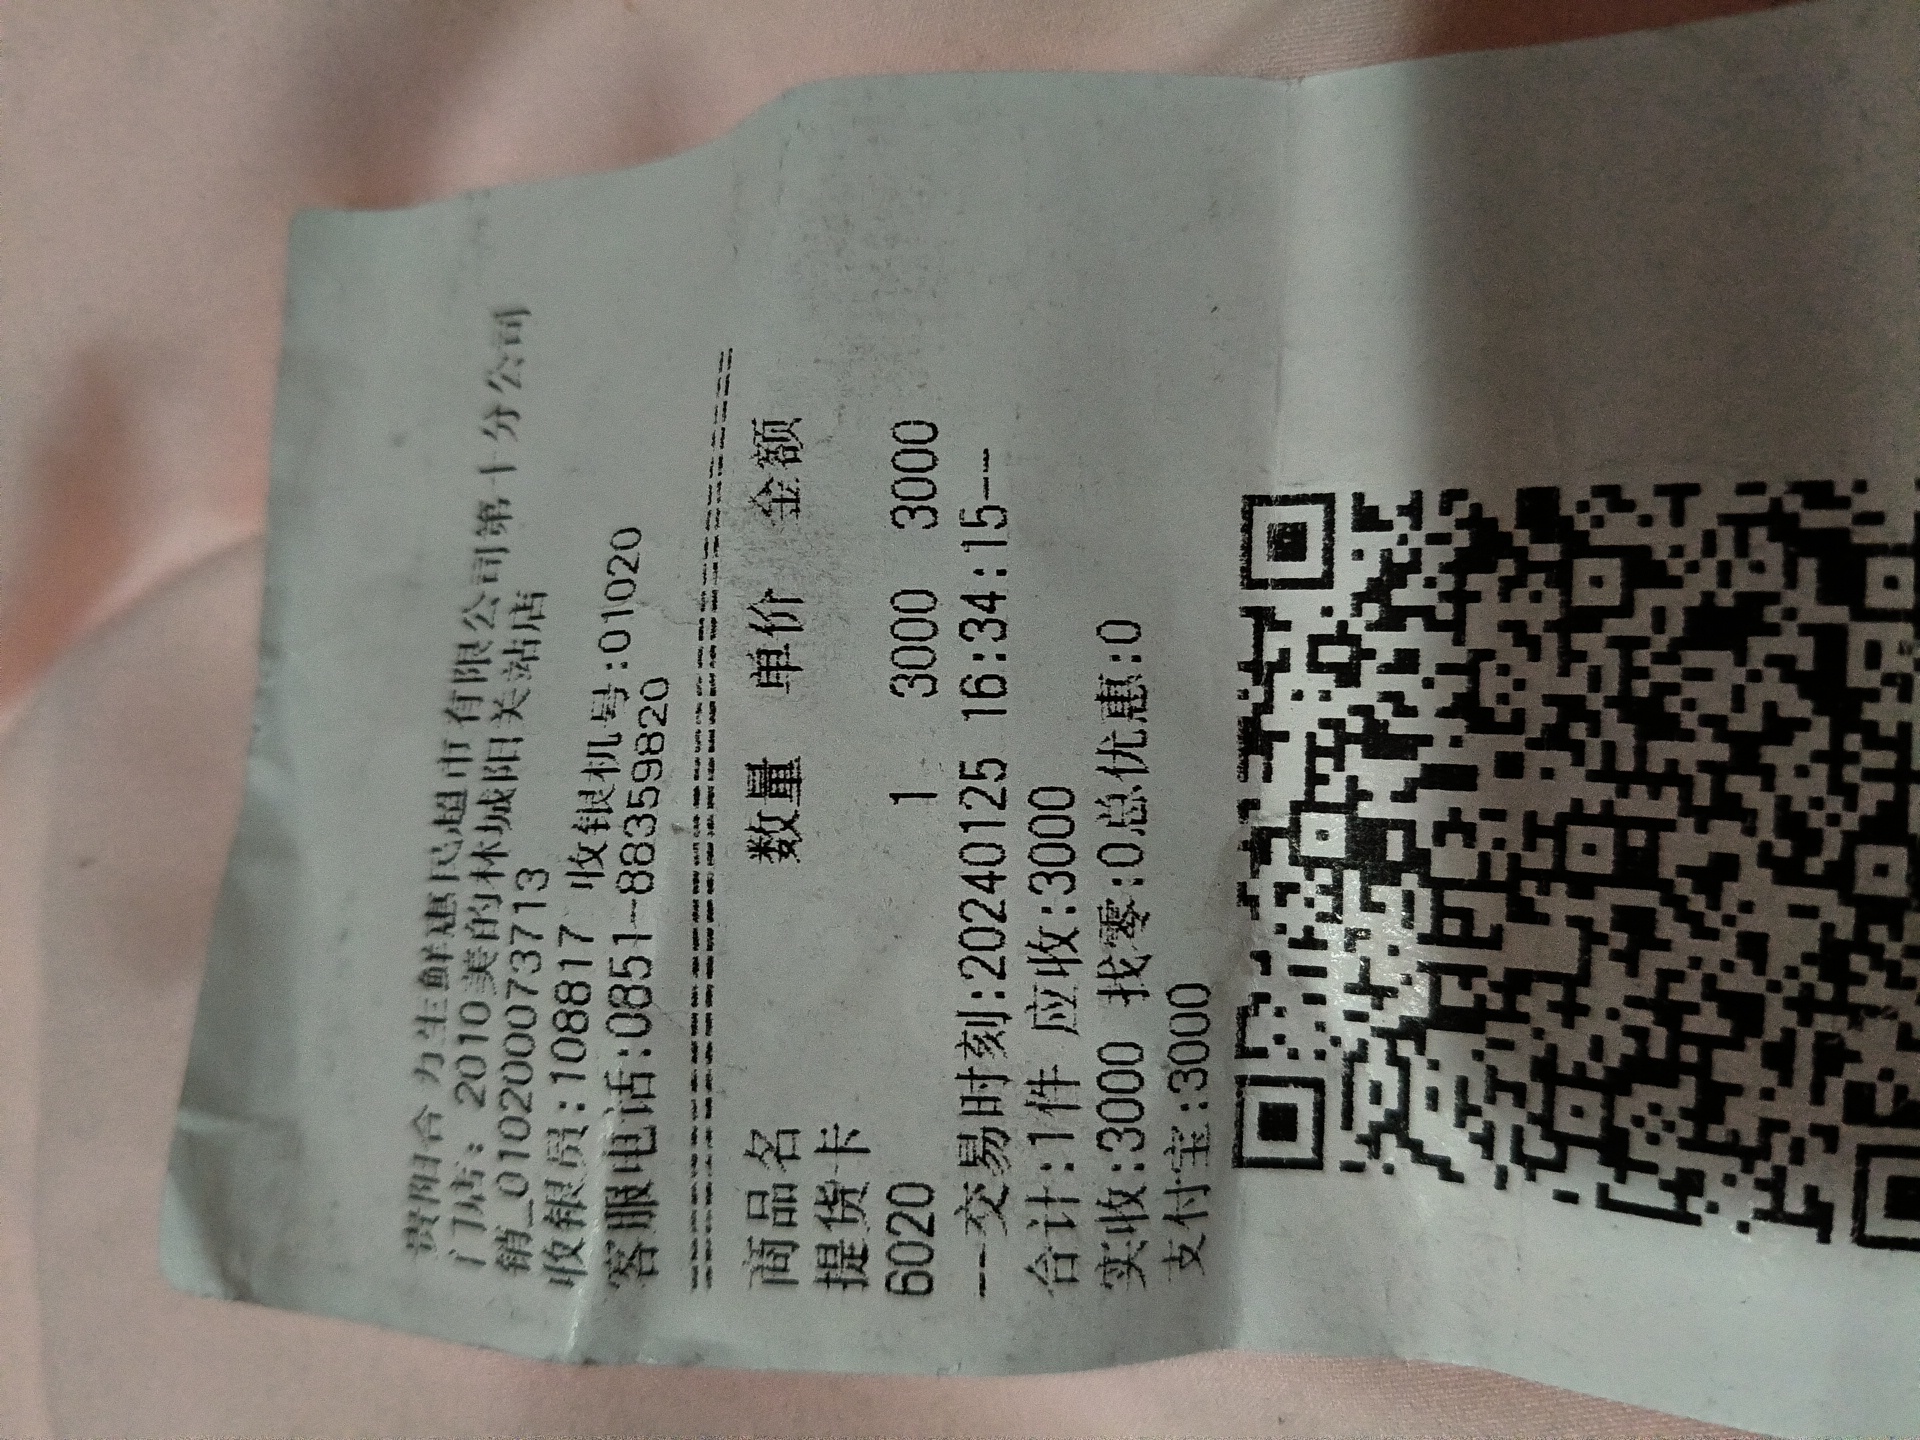 贵阳合力生鲜惠民超市有限公司第十分公司
门店：2010美的林城阳关站店
销_0102000737713
收银员:108817 收银机号:01020
客服电话:0851-88359820
================================
商品名 数量 单价 金额
提货卡
6020 1 3000 3000
--交易时刻:20240125 16:34:15--
合计:1件 应收:3000
实收:3000 找零:0总优惠:0
支付宝:3000